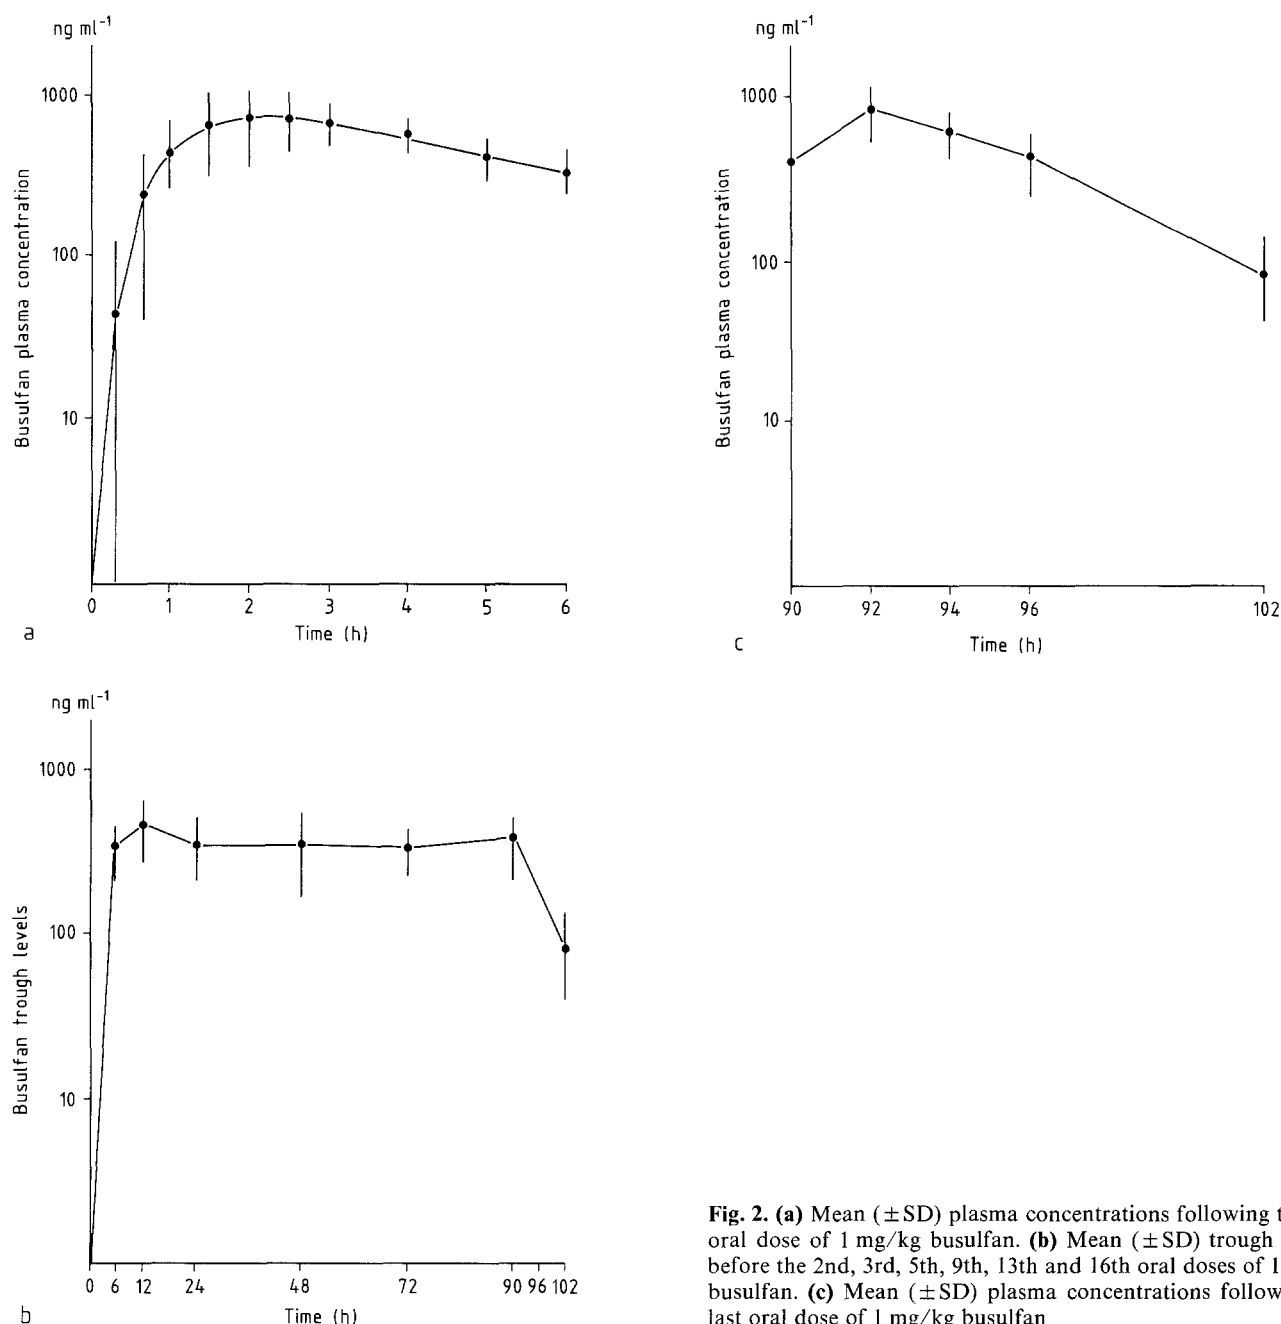 ng ml⁻¹
1000
100
10
Busulfan plasma concentration
0 1 2 3 4 5 6
Time (h)
a
ng ml⁻¹
1000
100
10
Busulfan plasma concentration
90 92 94 96 102
Time (h)
c
ng ml⁻¹
1000
100
10
Busulfan trough levels
0 6 12 24 48 72 90 96 102
Time (h)
b
Fig. 2. (a) Mean (±SD) plasma concentrations following
oral dose of 1 mg/kg busulfan. (b) Mean (±SD) trough
before the 2nd, 3rd, 5th, 9th, 13th and 16th oral doses of 1
busulfan. (c) Mean (±SD) plasma concentrations follow
last oral dose of 1 mg/kg busulfan